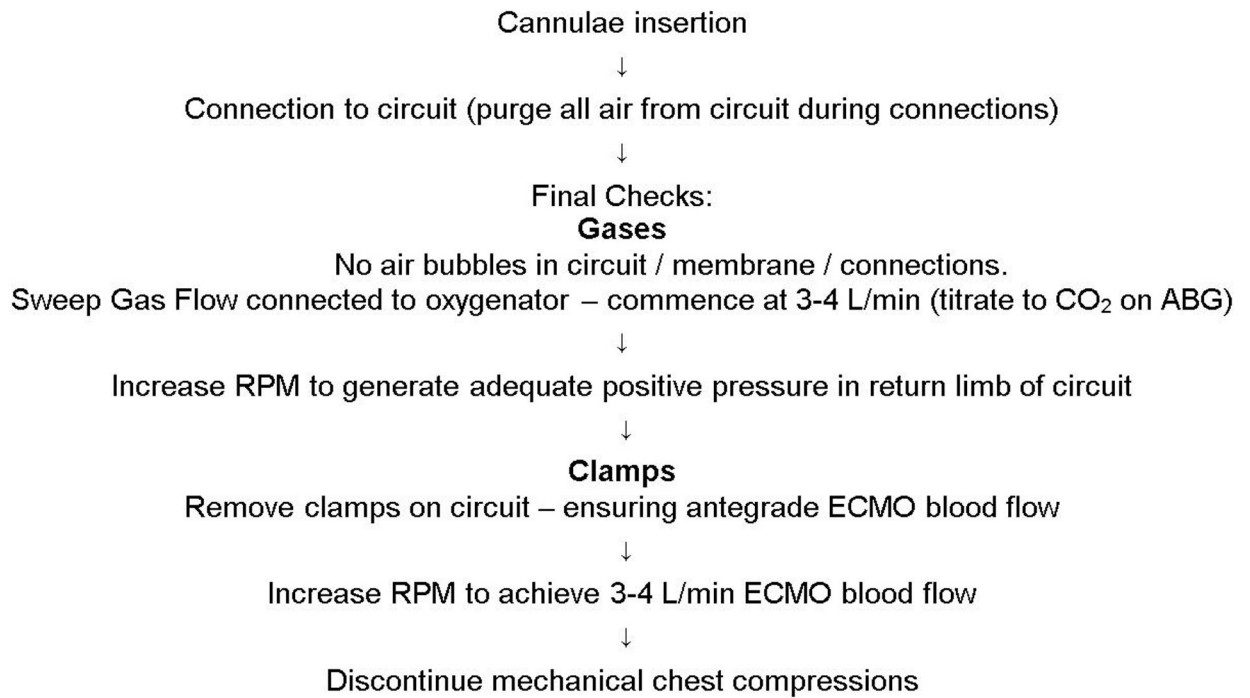 Cannulae insertion
↓
Connection to circuit (purge all air from circuit during connections)
↓
Final Checks:
Gases
No air bubbles in circuit / membrane / connections.
Sweep Gas Flow connected to oxygenator – commence at 3-4 L/min (titrate to CO₂ on ABG)
↓
Increase RPM to generate adequate positive pressure in return limb of circuit
↓
Clamps
Remove clamps on circuit – ensuring antegrade ECMO blood flow
↓
Increase RPM to achieve 3-4 L/min ECMO blood flow
↓
Discontinue mechanical chest compressions